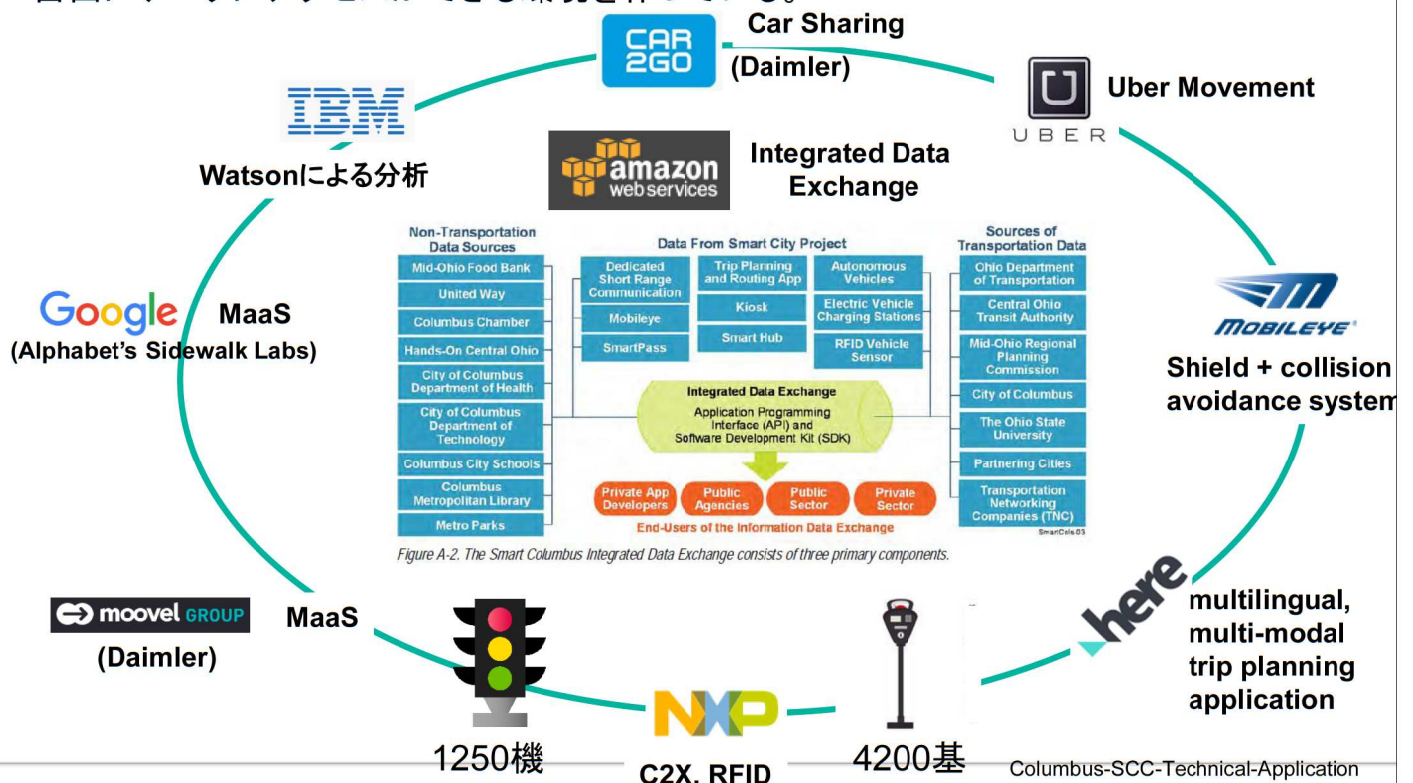 CAR
2GO
Car Sharing
(Daimler)
IBM
Watsonによる分析
UBER
Uber Movement
amazon
webservices
Integrated Data
Exchange
Google
MaaS
(Alphabet's Sidewalk Labs)
MOBILEYE
Shield + collision
avoidance system
Non-Transportation
Data Sources
Mid-Ohio Food Bank
United Way
Columbus Chamber
Hands-On Central Ohio
City of Columbus
Department of Health
City of Columbus
Department of
Technology
Columbus City Schools
Columbus
Metropolitan Library
Metro Parks
Data From Smart City Project
Dedicated
Short Range
Communication
Mobileye
SmartPass
Trip Planning
and Routing App
Kiosk
Smart Hub
Autonomous
Vehicles
Electric Vehicle
Charging Stations
RFID Vehicle
Sensor
Integrated Data Exchange
Application Programming
Interface (API) and
Software Development Kit (SDK)
Private App
Developers
Public
Agencies
Public
Sector
Private
Sector
End-Users of the Information Data Exchange
Sources of
Transportation Data
Ohio Department
of Transportation
Central Ohio
Transit Authority
Mid-Ohio Regional
Planning
Commission
City of Columbus
The Ohio State
University
Partnering Cities
Transportation
Networking
Companies (TNC)
Figure A-2. The Smart Columbus Integrated Data Exchange consists of three primary components.
moovel GROUP
(Daimler)
MaaS
1250機
NXP
C2X, RFID
4200基
here
multilingual,
multi-modal
trip planning
application
Columbus-SCC-Technical-Application